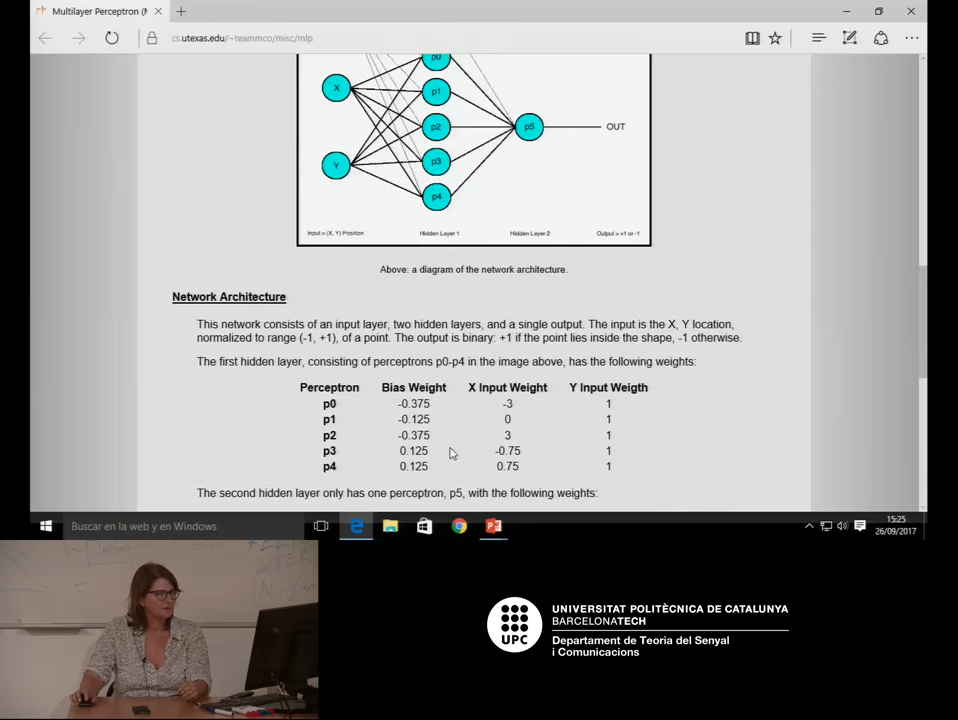 Multilayer Perceptron (M
cs.utexas.edu/~teammco/misc/mlp
p0
X
p1
p2
p5
OUT
Y
p3
p4
Input = (X, Y) Position
Hidden Layer 1
Hidden Layer 2
Output = +1 or -1
Above: a diagram of the network architecture.
Network Architecture
This network consists of an input layer, two hidden layers, and a single output. The input is the X, Y location,
normalized to range (-1, +1), of a point. The output is binary: +1 if the point lies inside the shape, -1 otherwise.
The first hidden layer, consisting of perceptrons p0-p4 in the image above, has the following weights:
Perceptron Bias Weight X Input Weight Y Input Weigth
p0 -0.375 -3 1
p1 -0.125 0 1
p2 -0.375 3 1
p3 0.125 -0.75 1
p4 0.125 0.75 1
The second hidden layer only has one perceptron, p5, with the following weights:
Buscar en la web y en Windows
15:25
26/09/2017
UPC
UNIVERSITAT POLITÈCNICA DE CATALUNYA
BARCELONATECH
Departament de Teoria del Senyal
i Comunicacions